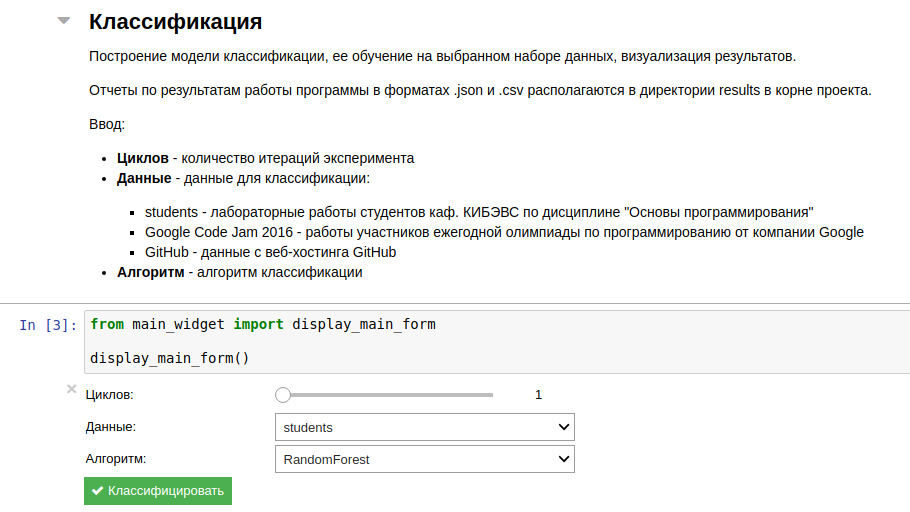 Классификация
Построение модели классификации, ее обучение на выбранном наборе данных, визуализация результатов.
Отчеты по результатам работы программы в форматах .json и .csv располагаются в директории results в корне проекта.
Ввод:
• Циклов - количество итераций эксперимента
• Данные - данные для классификации:
▪ students - лабораторные работы студентов каф. КИБЭВС по дисциплине "Основы программирования"
▪ Google Code Jam 2016 - работы участников ежегодной олимпиады по программированию от компании Google
▪ GitHub - данные с веб-хостинга GitHub
• Алгоритм - алгоритм классификации
In [3]: from main_widget import display_main_form
display_main_form()
Циклов: 1
Данные: students
Алгоритм: RandomForest
Классифицировать